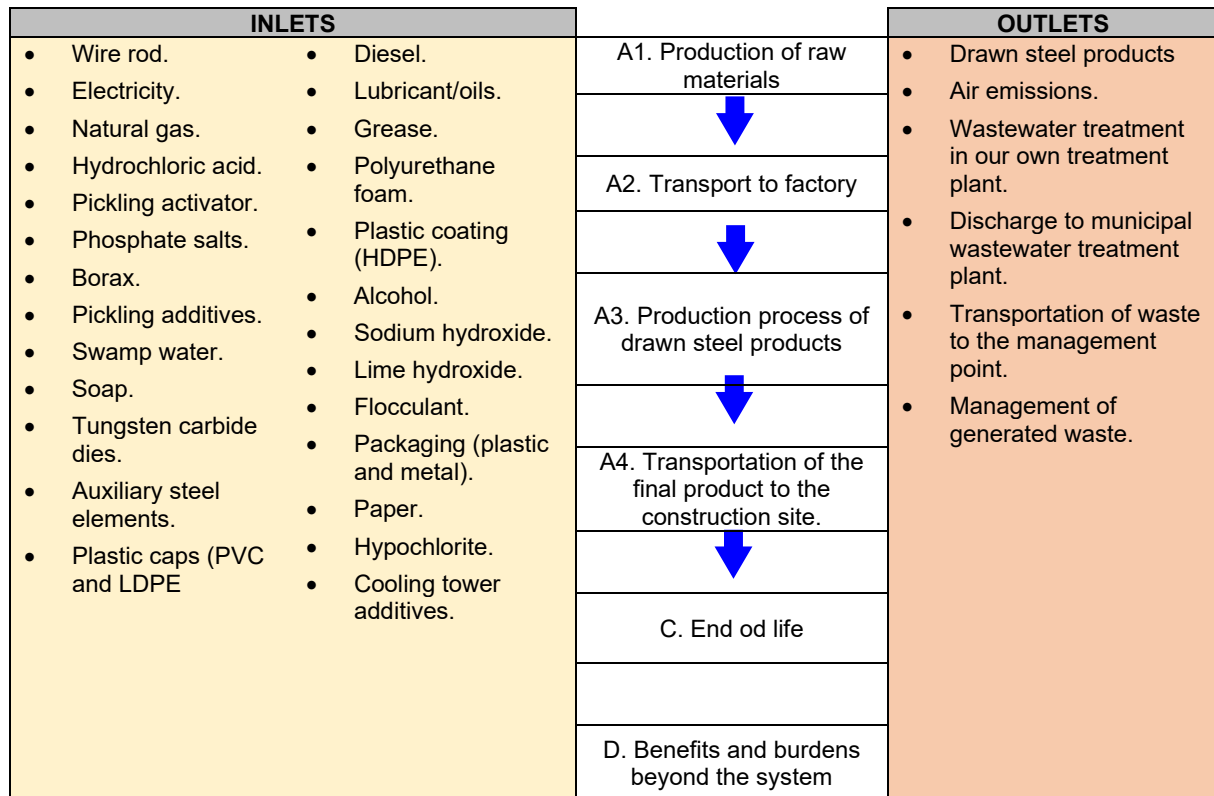 INLETS
• Wire rod.
• Electricity.
• Natural gas.
• Hydrochloric acid.
• Pickling activator.
• Phosphate salts.
• Borax.
• Pickling additives.
• Swamp water.
• Soap.
• Tungsten carbide
dies.
• Auxiliary steel
elements.
• Plastic caps (PVC
and LDPE
• Diesel.
• Lubricant/oils.
• Grease.
• Polyurethane
foam.
• Plastic coating
(HDPE).
• Alcohol.
• Sodium hydroxide.
• Lime hydroxide.
• Flocculant.
• Packaging (plastic
and metal).
• Paper.
• Hypochlorite.
• Cooling tower
additives.
A1. Production of raw
materials
A2. Transport to factory
A3. Production process of
drawn steel products
A4. Transportation of the
final product to the
construction site.
C. End od life
D. Benefits and burdens
beyond the system
OUTLETS
• Drawn steel products
• Air emissions.
• Wastewater treatment
in our own treatment
plant.
• Discharge to municipal
wastewater treatment
plant.
• Transportation of waste
to the management
point.
• Management of
generated waste.